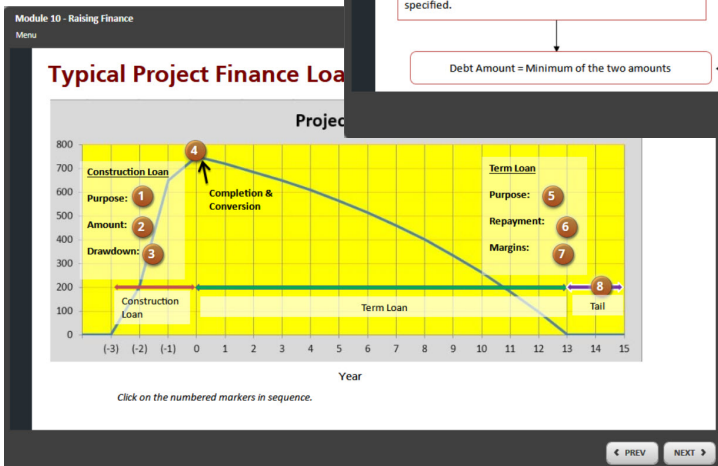 Module 10 - Raising Finance
Menu
specified.
Debt Amount = Minimum of the two amounts
Typical Project Finance Loa
Projec
800
700
600
500
400
300
200
100
0
4
Construction Loan
Purpose: 1
Amount: 2
Drawdown: 3
Completion &
Conversion
Term Loan
Purpose: 5
Repayment: 6
Margins: 7
8
Construction
Loan
Term Loan
Tail
(-3) (-2) (-1) 0 1 2 3 4 5 6 7 8 9 10 11 12 13 14 15
Year
Click on the numbered markers in sequence.
PREV NEXT